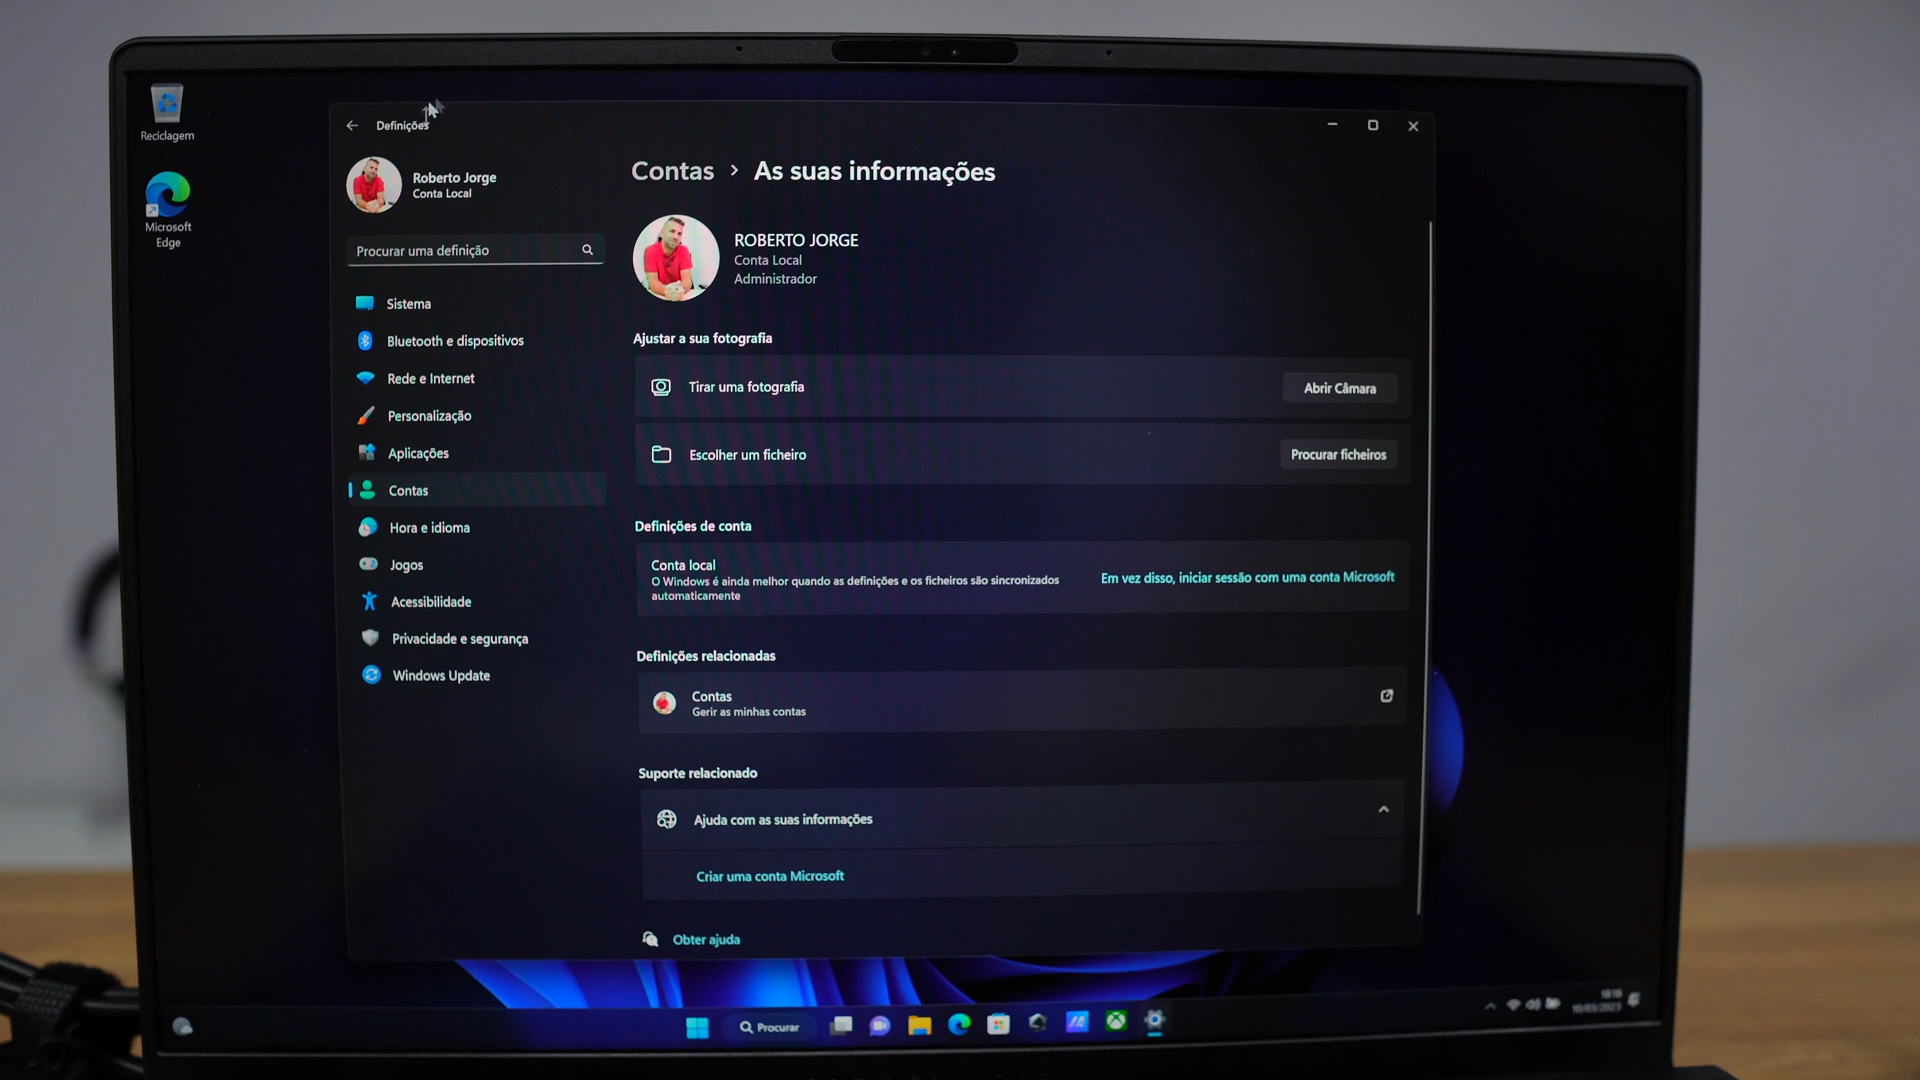 Reciclagem
Microsoft
Edge
Definições
Roberto Jorge
Conta Local
Procurar uma definição
Sistema
Bluetooth e dispositivos
Rede e Internet
Personalização
Aplicações
Contas
Hora e idioma
Jogos
Acessibilidade
Privacidade e segurança
Windows Update
Contas > As suas informações
ROBERTO JORGE
Conta Local
Administrador
Ajustar a sua fotografia
Tirar uma fotografia
Abrir Câmara
Escolher um ficheiro
Procurar ficheiros
Definições de conta
Conta local
O Windows é ainda melhor quando as definições e os ficheiros são sincronizados
automaticamente
Em vez disso, iniciar sessão com uma conta Microsoft
Definições relacionadas
Contas
Gerir as minhas contas
Suporte relacionado
Ajuda com as suas informações
Criar uma conta Microsoft
Obter ajuda
Procurar